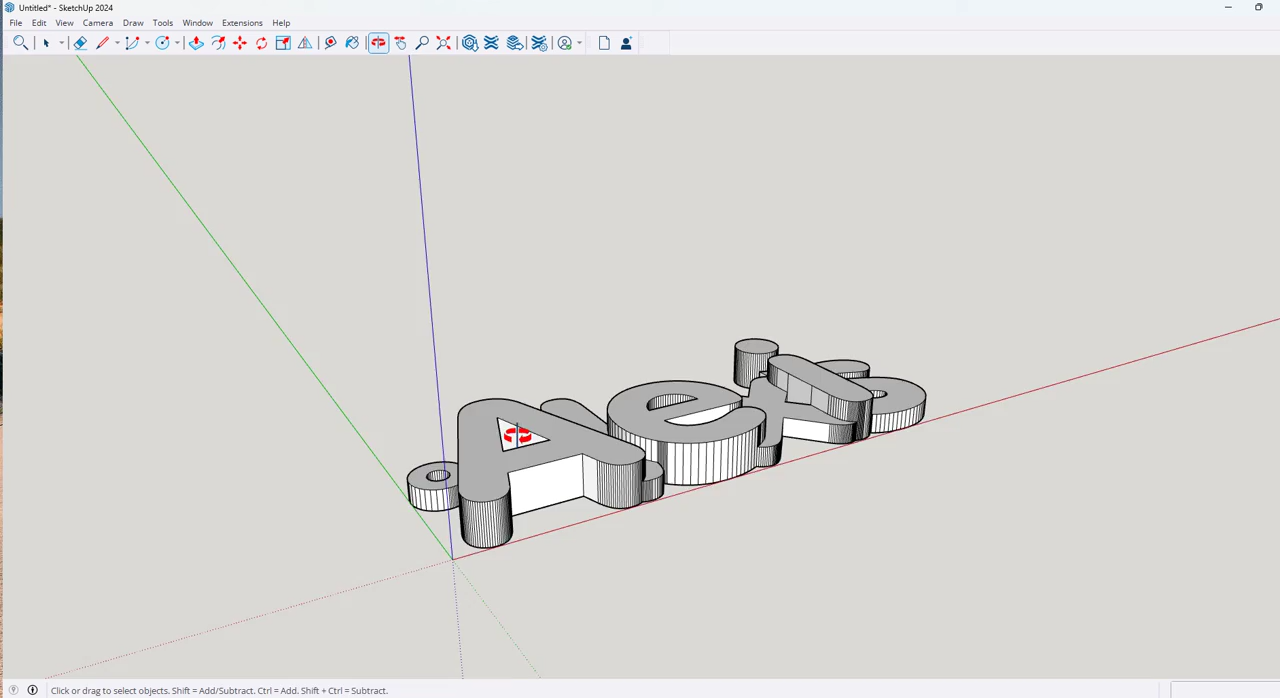 Untitled* - SketchUp 2024
File Edit View Camera Draw Tools Window Extensions Help
Alexis
Click or drag to select objects. Shift = Add/Subtract. Ctrl = Add. Shift + Ctrl = Subtract.